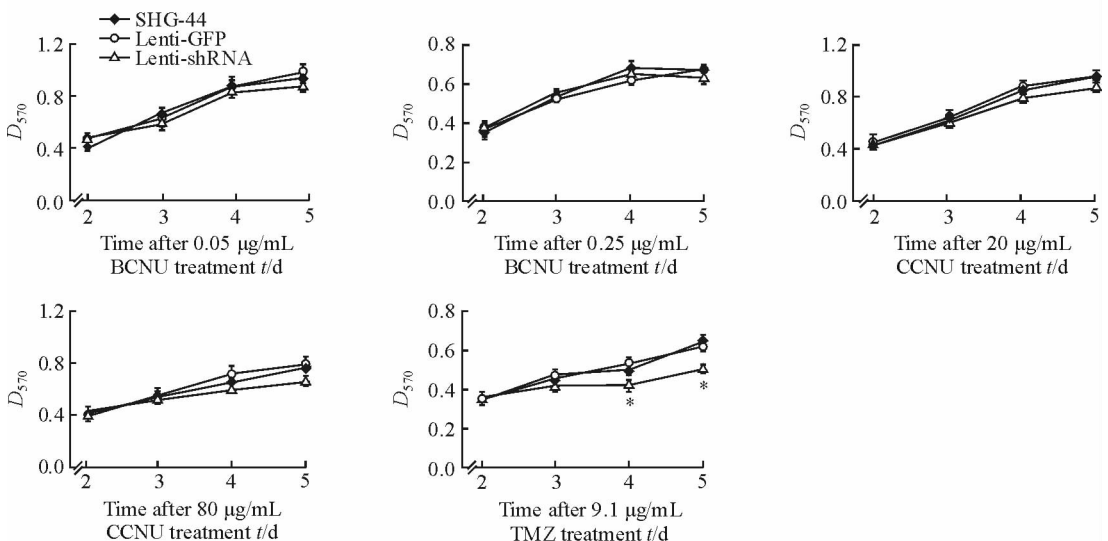 SHG-44
Lenti-GFP
Lenti-shRNA
1.2
0.8
0.4
0.0
D570
2 3 4 5
Time after 0.05 μg/mL
BCNU treatment t/d
0.8
0.6
0.4
0.2
0.0
D570
2 3 4 5
Time after 0.25 μg/mL
BCNU treatment t/d
1.2
0.8
0.4
0.0
D570
2 3 4 5
Time after 20 μg/mL
CCNU treatment t/d
1.2
0.8
0.4
0.0
D570
2 3 4 5
Time after 80 μg/mL
CCNU treatment t/d
0.8
0.6
0.4
0.2
0.0
D570
* *
2 3 4 5
Time after 9.1 μg/mL
TMZ treatment t/d